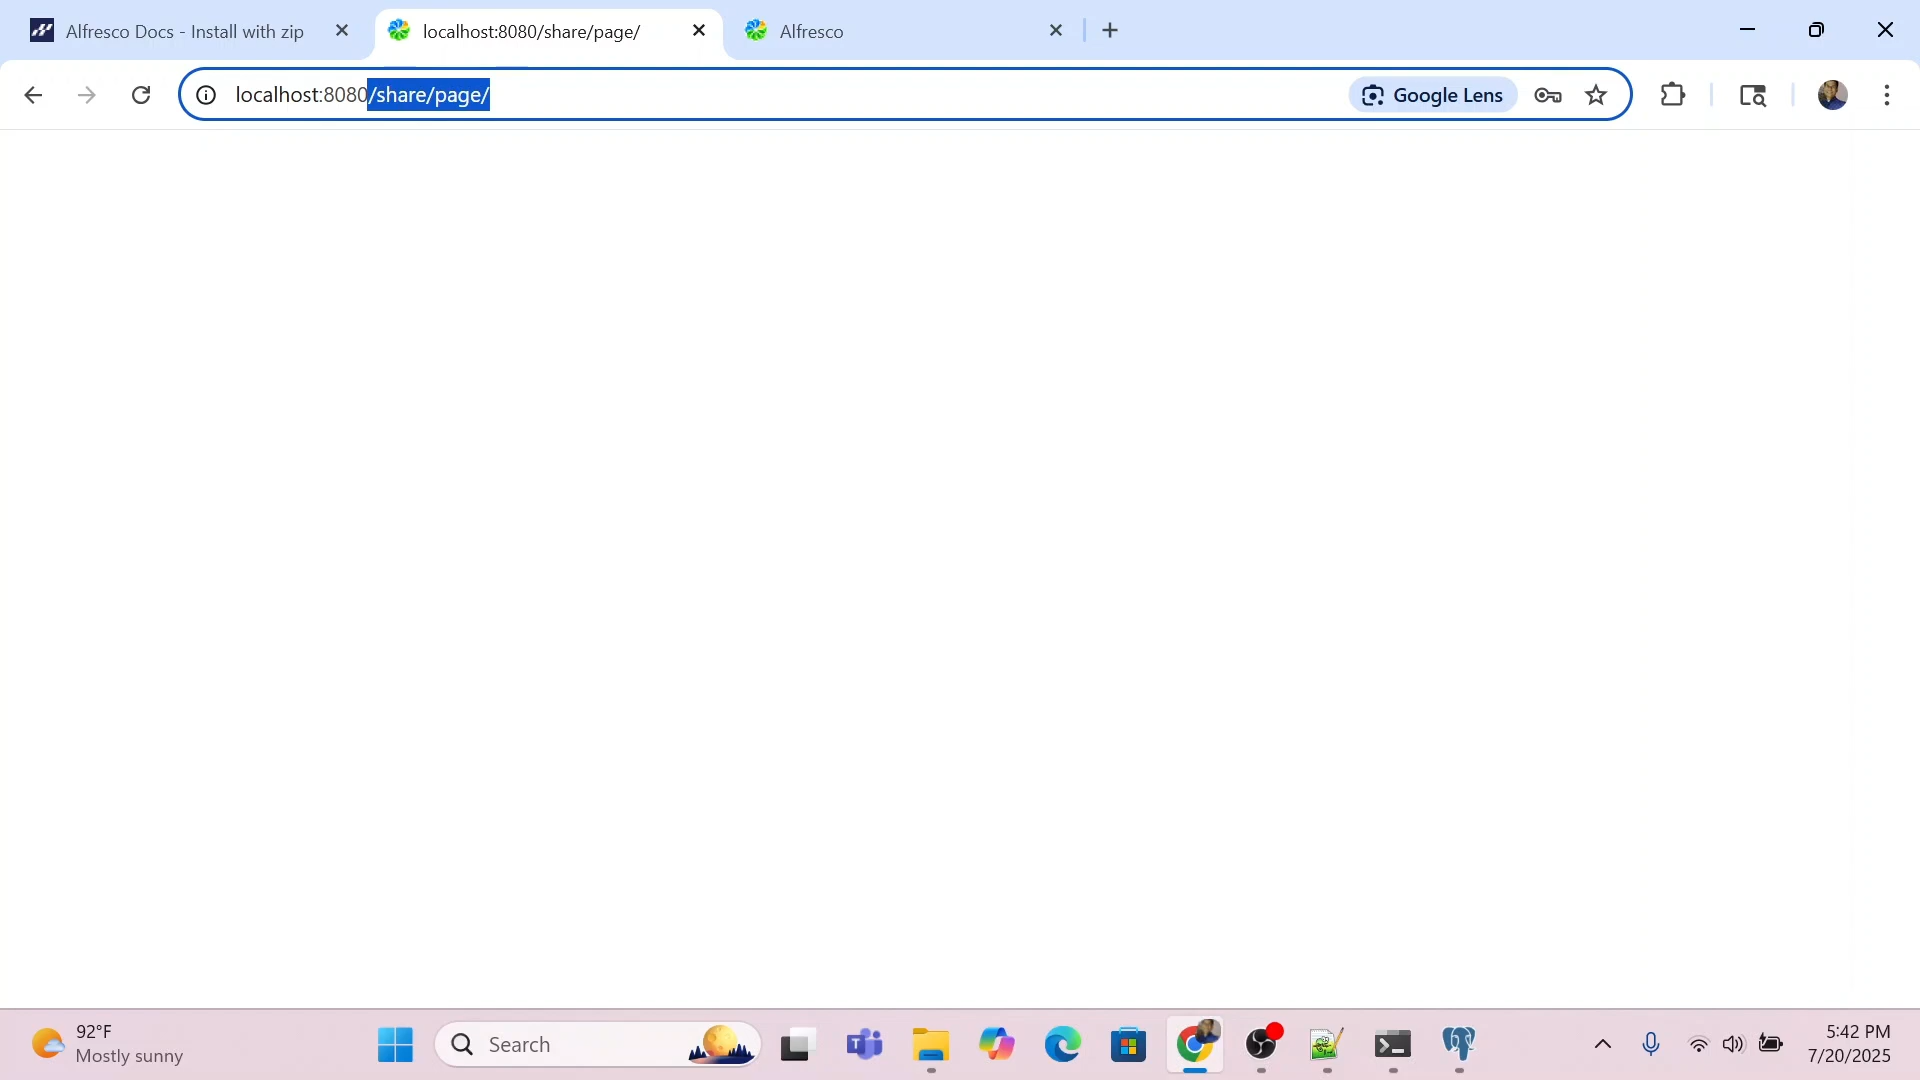 Alfresco Docs - Install with zip
localhost:8080/share/page/
Alfresco
localhost:8080/share/page/
Google Lens
92°F
Mostly sunny
Search
5:42 PM
7/20/2025